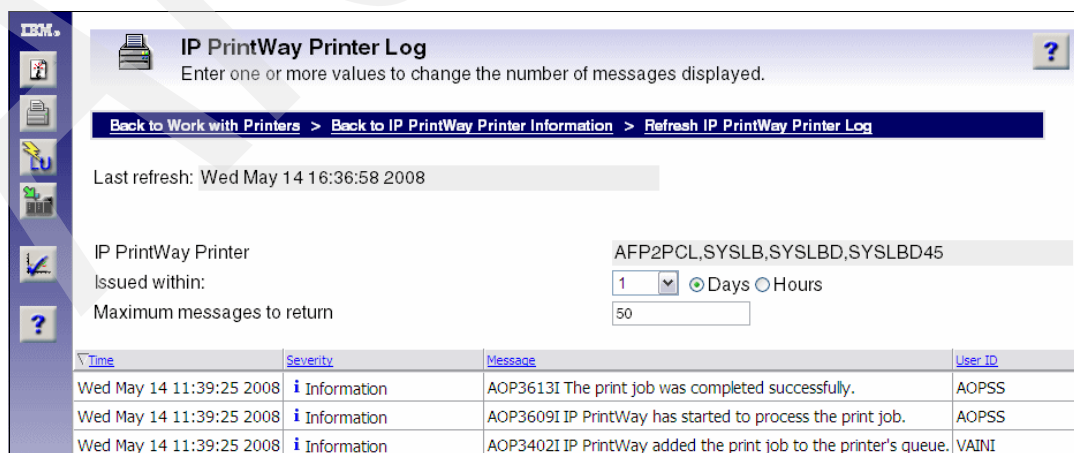 IBM
IP PrintWay Printer Log
Enter one or more values to change the number of messages displayed.
?
Back to Work with Printers > Back to IP PrintWay Printer Information > Refresh IP PrintWay Printer Log
LU
Last refresh: Wed May 14 16:36:58 2008
IP PrintWay Printer AFP2PCL,SYSLB,SYSLBD,SYSLBD45
Issued within: 1 Days Hours
Maximum messages to return 50
?
Time Severity Message User ID
Wed May 14 11:39:25 2008 i Information AOP3613I The print job was completed successfully. AOPSS
Wed May 14 11:39:25 2008 i Information AOP3609I IP PrintWay has started to process the print job. AOPSS
Wed May 14 11:39:25 2008 i Information AOP3402I IP PrintWay added the print job to the printer's queue. VAINI